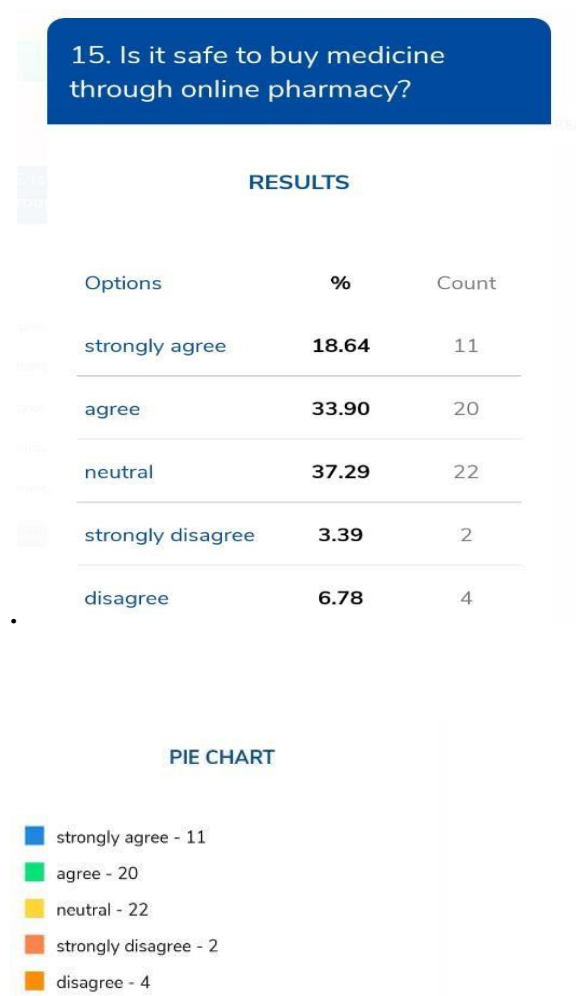 15. Is it safe to buy medicine
through online pharmacy?
RESULTS
Options % Count
strongly agree 18.64 11
agree 33.90 20
neutral 37.29 22
strongly disagree 3.39 2
disagree 6.78 4
PIE CHART
strongly agree - 11
agree - 20
neutral - 22
strongly disagree - 2
disagree - 4